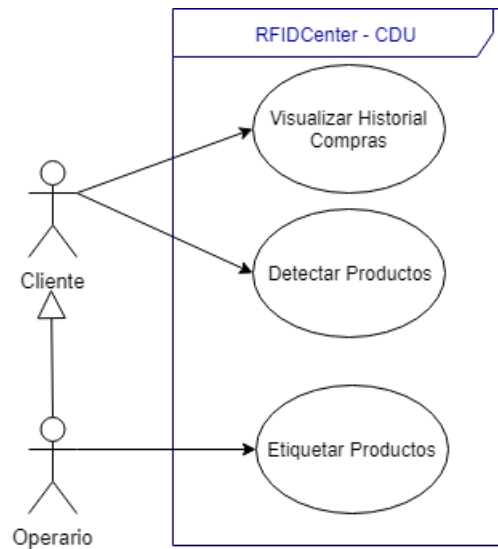 RFIDCenter - CDU
Visualizar Historial
Compras
Cliente
Detectar Productos
Etiquetar Productos
Operario